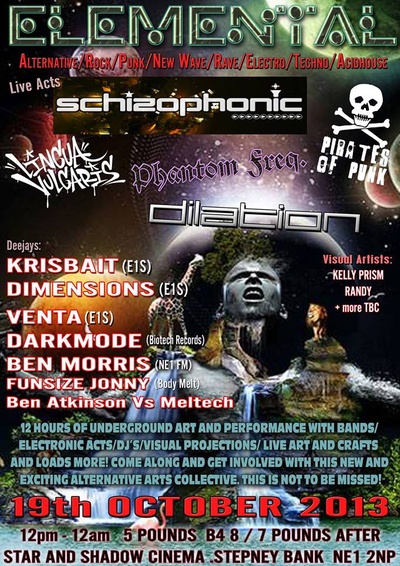 ELEMENTAL
ALTERNATIVE/ROCK/PUNK/NEW WAVE/RAVE/ELECTRO/TECHNO/ACIDHOUSE
Live Acts
schizophonic
PIRATES OF PUNK
LINGUA VULGARIS
Phantom Freq.
dilation
Deejays:
KRISBAIT (E1S)
DIMENSIONS (E1S)
VENTA (E1S)
DARKMODE (Biotech Records)
BEN MORRIS (NE1 FM)
FUNSIZE JONNY (Body Melt)
Ben Atkinson Vs Meltech
Visual Artists:
KELLY PRISM
RANDY
+ more TBC
12 HOURS OF UNDERGROUND ART AND PERFORMANCE WITH BANDS/
ELECTRONIC ACTS/DJ'S/VISUAL PROJECTIONS/ LIVE ART AND CRAFTS
AND LOADS MORE! COME ALONG AND GET INVOLVED WITH THIS NEW AND
EXCITING ALTERNATIVE ARTS COLLECTIVE. THIS IS NOT TO BE MISSED!
19th OCTOBER 2013
12pm - 12am 5 POUNDS B4 8 / 7 POUNDS AFTER
STAR AND SHADOW CINEMA .STEPNEY BANK NE1 2NP